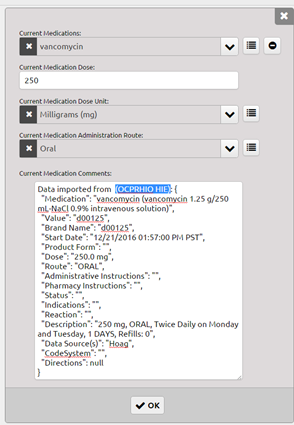 Current Medications:
vancomycin
Current Medication Dose:
250
Current Medication Dose Unit:
Milligrams (mg)
Current Medication Administration Route:
Oral
Current Medication Comments:
Data imported from (OCPRHIO HIE): {
"Medication": "vancomycin (vancomycin 1.25 g/250
mL-NaCl 0.9% intravenous solution)",
"Value": "d00125",
"Brand Name": "d00125",
"Start Date": "12/21/2016 01:57:00 PM PST",
"Product Form": "",
"Dose": "250.0 mg",
"Route": "ORAL",
"Administrative Instructions": "",
"Pharmacy Instructions": "",
"Status": "",
"Indications": "",
"Reaction": "",
"Description": "250 mg, ORAL, Twice Daily on Monday
and Tuesday, 1 DAYS, Refills: 0",
"Data Source(s)": "Hoag",
"CodeSystem": "",
"Directions": null
}
OK